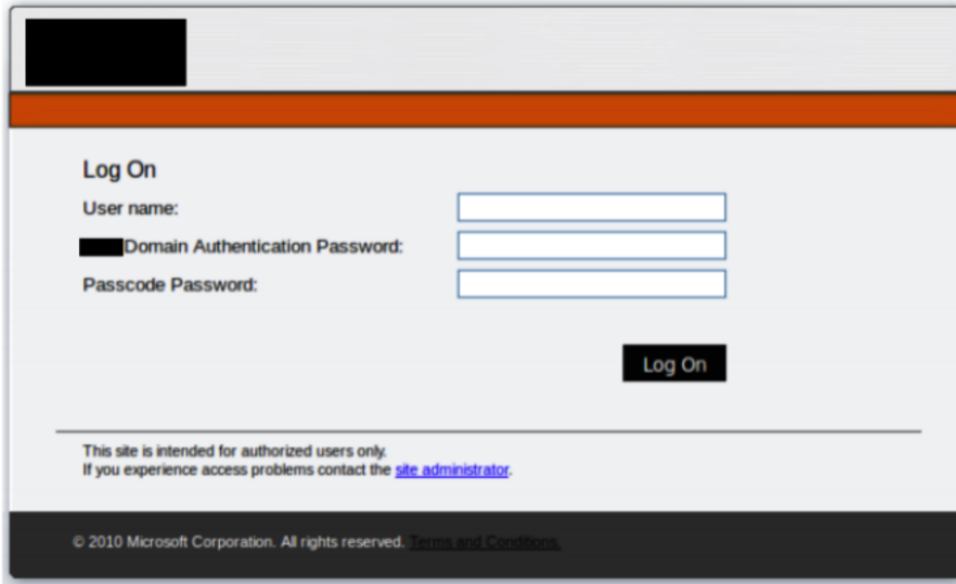 Log On
User name:
Domain Authentication Password:
Passcode Password:
Log On
This site is intended for authorized users only.
If you experience access problems contact the site administrator.
© 2010 Microsoft Corporation. All rights reserved. Terms and Conditions.